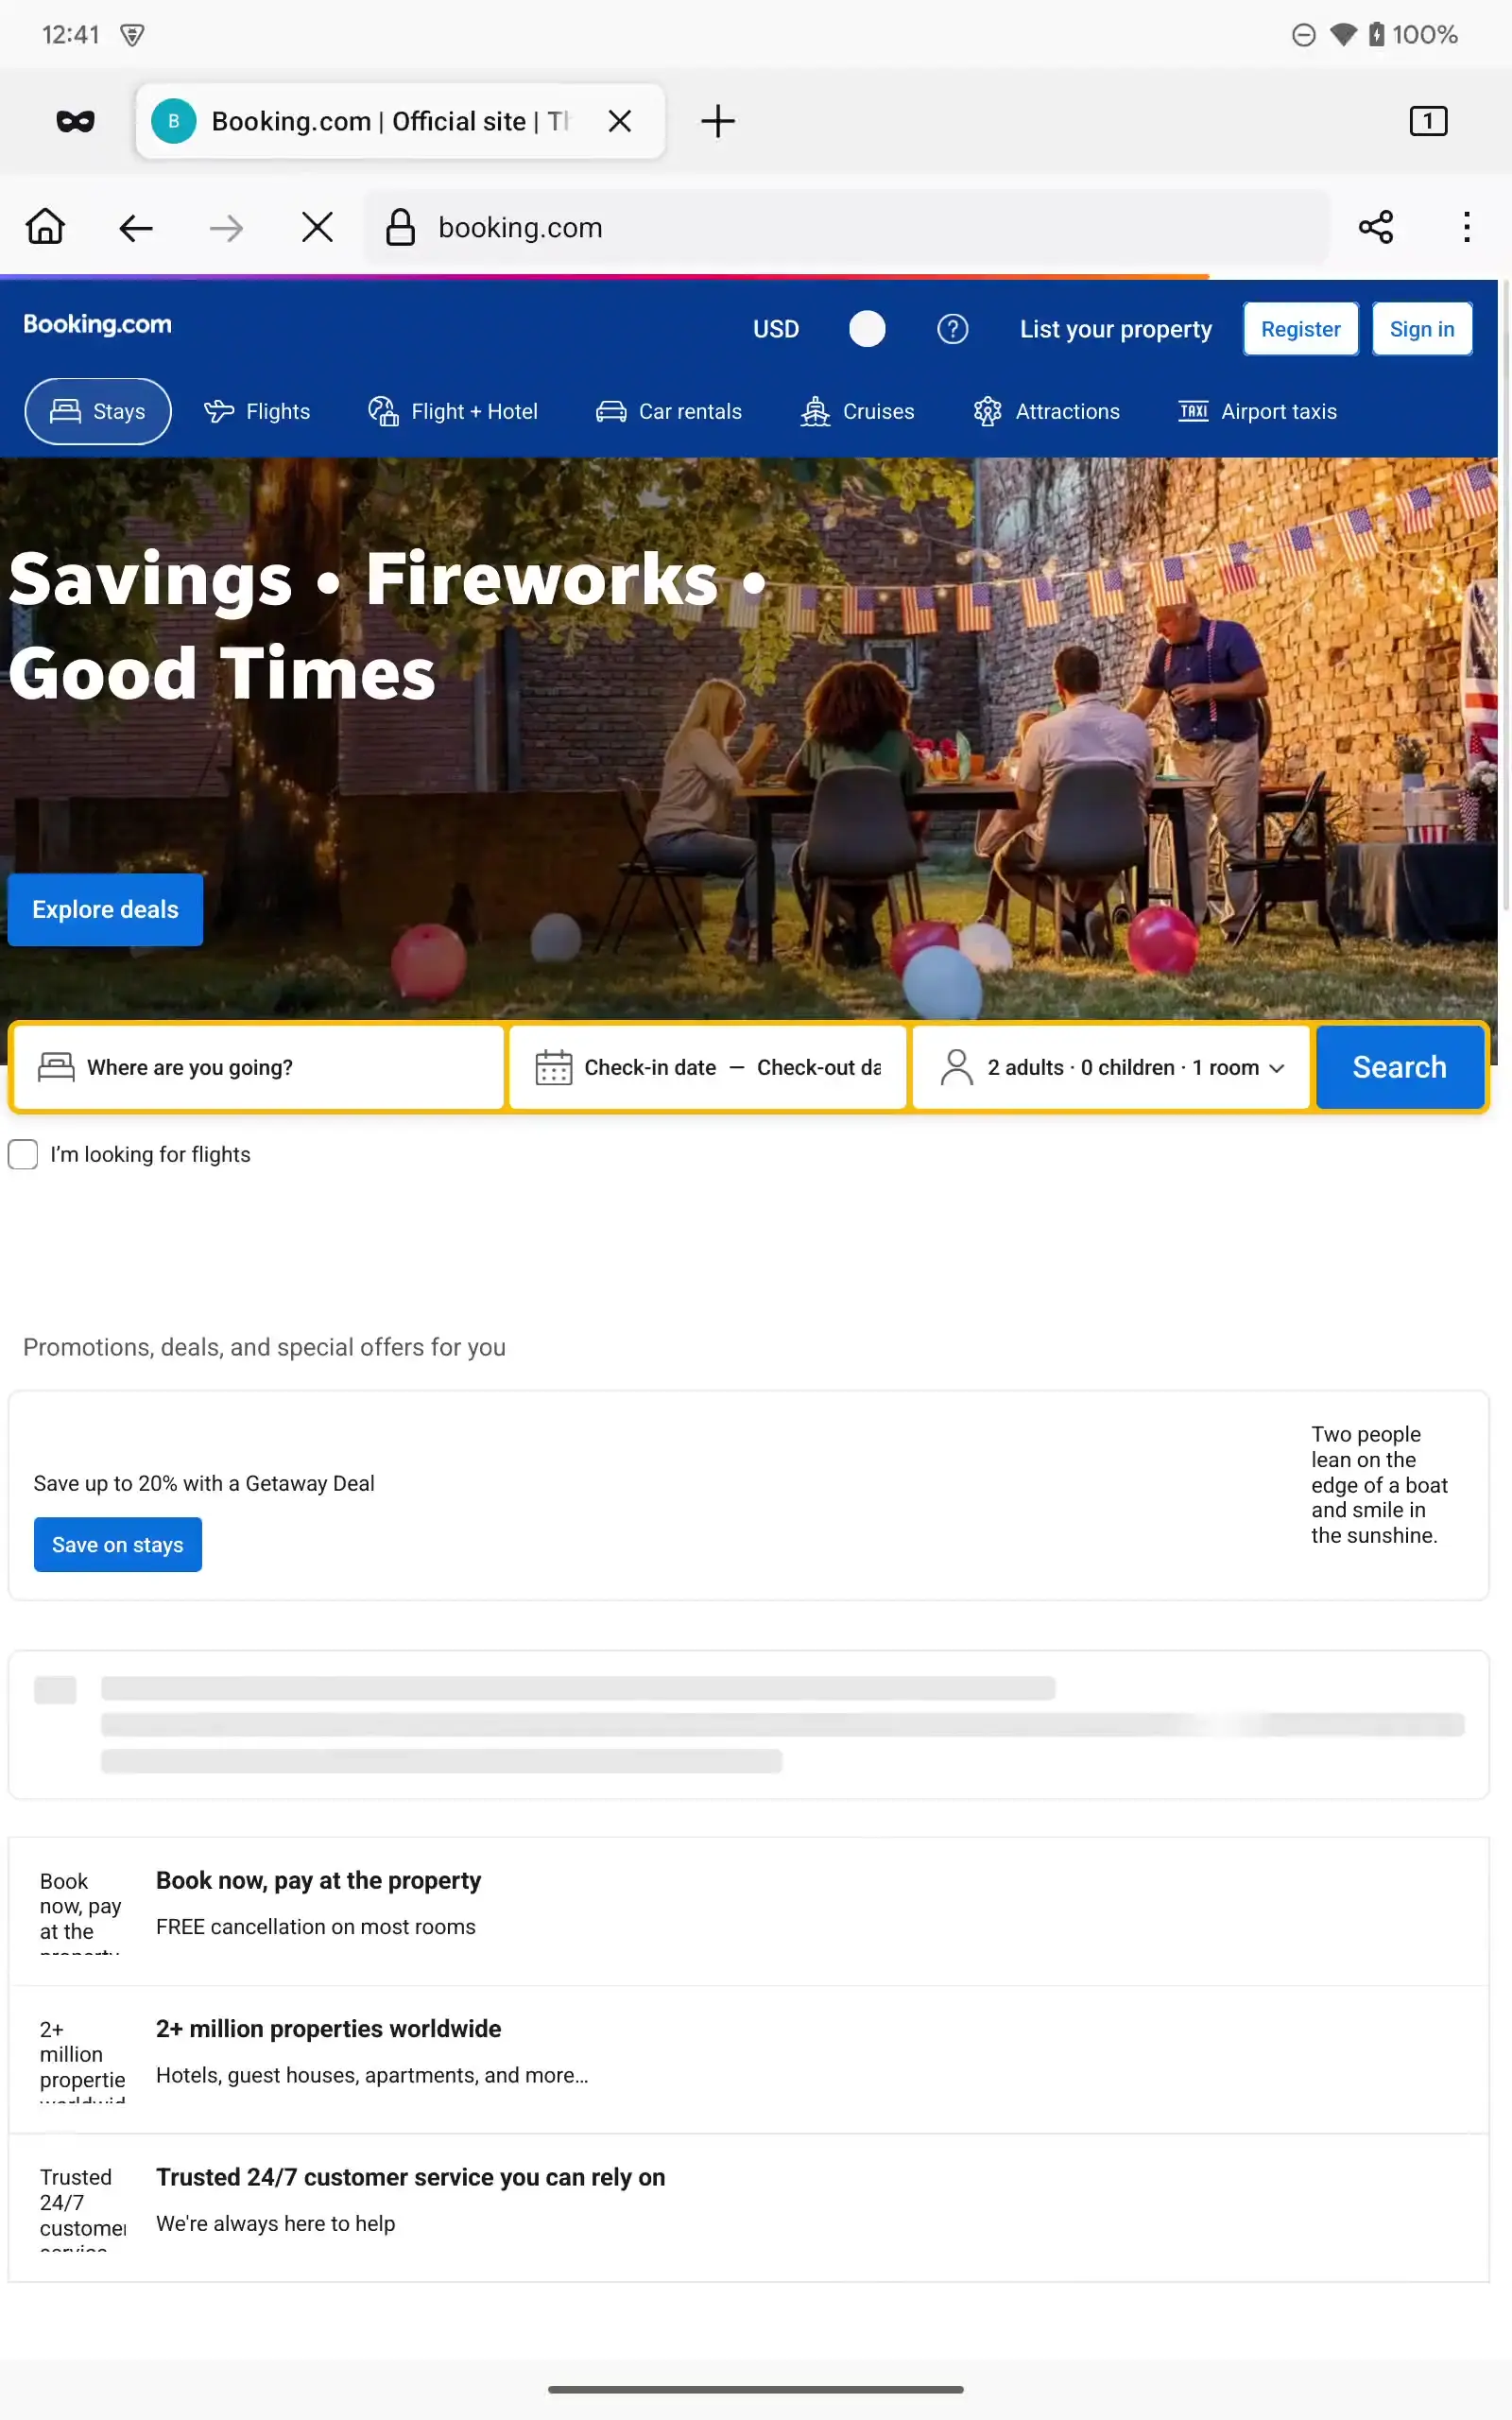 12:41
100%
B
Booking.com | Official site | Th
1
booking.com
Booking.com
USD
?
List your property
Register
Sign in
Stays
Flights
Flight + Hotel
Car rentals
Cruises
Attractions
TAXI
Airport taxis
Savings • Fireworks •
Good Times
Explore deals
Where are you going?
Check-in date — Check-out da
2 adults · 0 children · 1 room
Search
I'm looking for flights
Promotions, deals, and special offers for you
Save up to 20% with a Getaway Deal
Save on stays
Two people
lean on the
edge of a boat
and smile in
the sunshine.
Book
now, pay
at the
property
Book now, pay at the property
FREE cancellation on most rooms
2+
million
propertie
worldwid
2+ million properties worldwide
Hotels, guest houses, apartments, and more…
Trusted
24/7
customer
service
Trusted 24/7 customer service you can rely on
We're always here to help